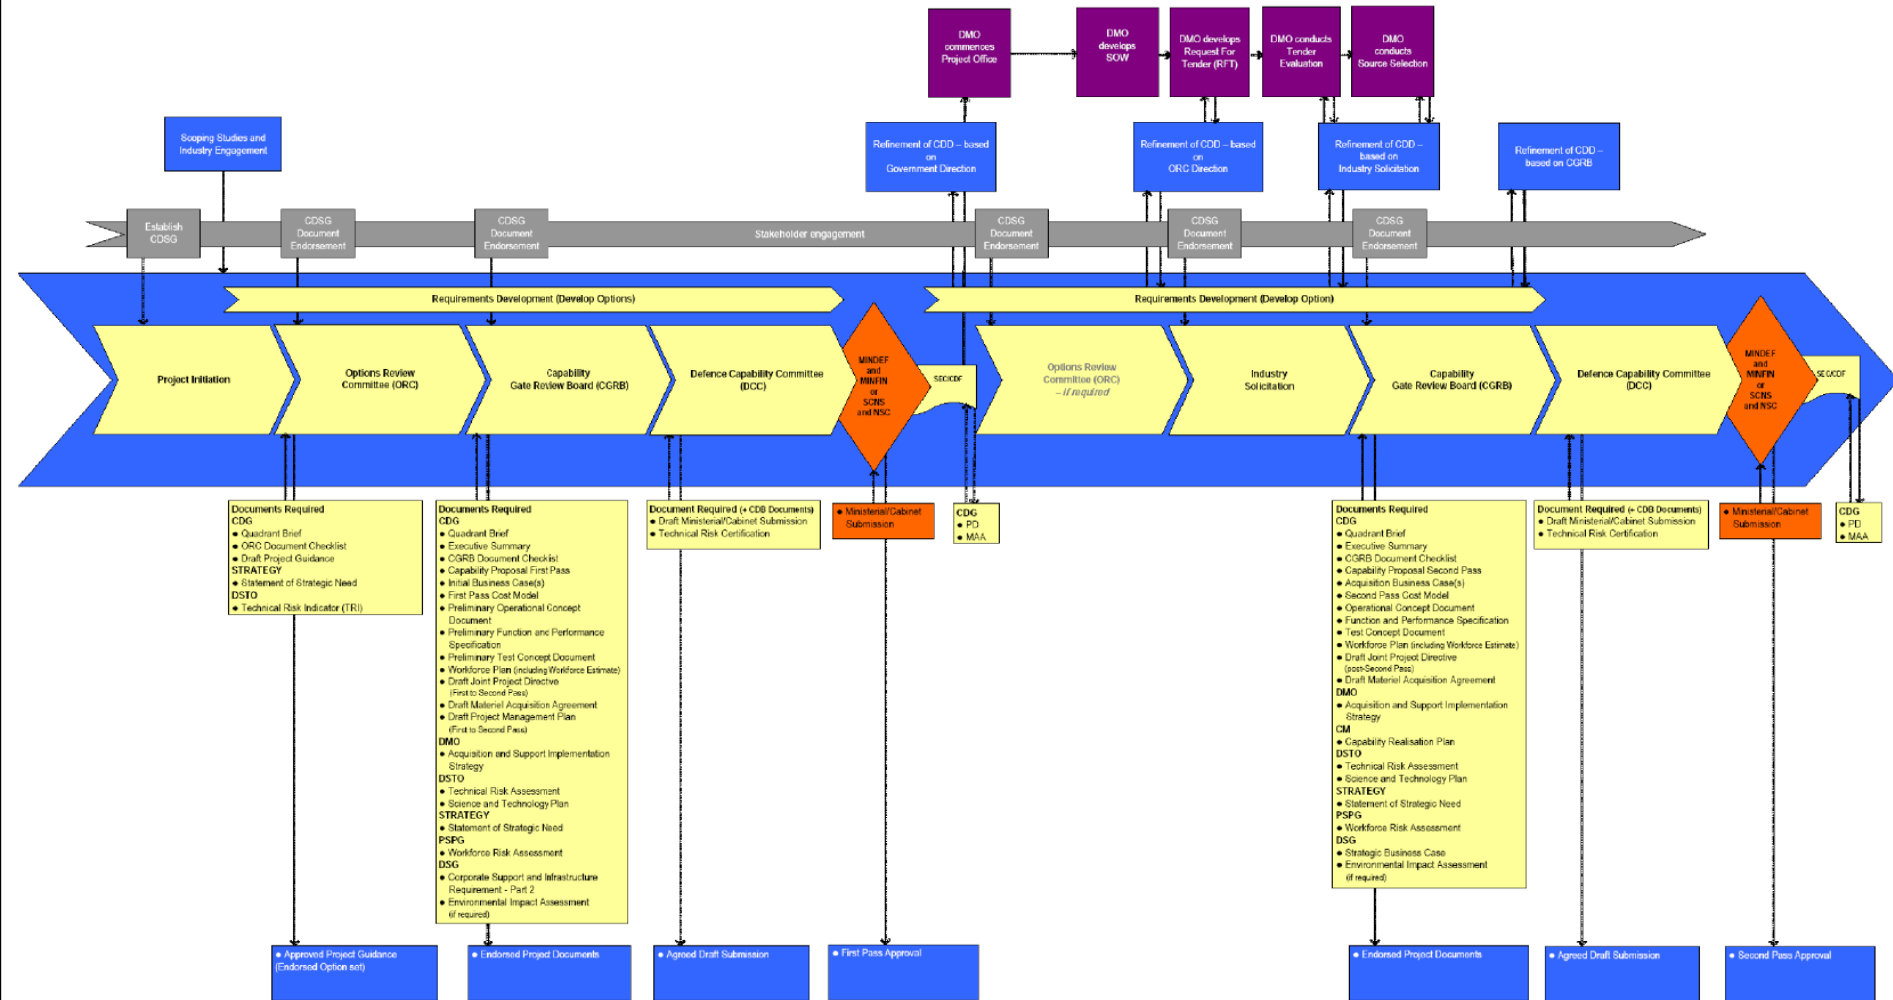 DMO
commences
Project Office
DMO
develops
SOW
DMO develops
Request For
Tender (RFT)
DMO conducts
Tender
Evaluation
DMO
conducts
Source Selection
Scoping Studies and
Industry Engagement
Refinement of CDD – based
on
Government Direction
Refinement of CDD – based
on
ORC Direction
Refinement of CDD –
based on
Industry Solicitation
Refinement of CDD –
based on CGRB
Establish
CDSG
CDSG
Document
Endorsement
CDSG
Document
Endorsement
Stakeholder engagement
CDSG
Document
Endorsement
CDSG
Document
Endorsement
CDSG
Document
Endorsement
Requirements Development (Develop Options)
Requirements Development (Develop Option)
Project Initiation
Options Review
Committee (ORC)
Capability
Gate Review Board (CGRB)
Defence Capability Committee
(DCC)
MINDEF
and
MINFIN
or
SCNS
and NSC
SEC/CDF
Options Review
Committee (ORC)
– if required
Industry
Solicitation
Capability
Gate Review Board (CGRB)
Defence Capability Committee
(DCC)
MINDEF
and
MINFIN
or
SCNS
and NSC
SEC/CDF
Documents Required
CDG
● Quadrant Brief
● ORC Document Checklist
● Draft Project Guidance
STRATEGY
● Statement of Strategic Need
DSTO
● Technical Risk Indicator (TRI)
Documents Required
CDG
● Quadrant Brief
● Executive Summary
● CGRB Document Checklist
● Capability Proposal First Pass
● Initial Business Case(s)
● First Pass Cost Model
● Preliminary Operational Concept
Document
● Preliminary Function and Performance
Specification
● Preliminary Test Concept Document
● Workforce Plan (including Workforce Estimate)
● Draft Joint Project Directive
(First to Second Pass)
● Draft Materiel Acquisition Agreement
● Draft Project Management Plan
(First to Second Pass)
DMO
● Acquisition and Support Implementation
Strategy
DSTO
● Technical Risk Assessment
● Science and Technology Plan
STRATEGY
● Statement of Strategic Need
PSPG
● Workforce Risk Assessment
DSG
● Corporate Support and Infrastructure
Requirement - Part 2
● Environmental Impact Assessment
(if required)
Document Required (+ CDB Documents)
● Draft Ministerial/Cabinet Submission
● Technical Risk Certification
● Ministerial/Cabinet
Submission
CDG
● PD
● MAA
Documents Required
CDG
● Quadrant Brief
● Executive Summary
● CGRB Document Checklist
● Capability Proposal Second Pass
● Acquisition Business Case(s)
● Second Pass Cost Model
● Operational Concept Document
● Function and Performance Specification
● Test Concept Document
● Workforce Plan (including Workforce Estimate)
● Draft Joint Project Directive
(post-Second Pass)
● Draft Materiel Acquisition Agreement
DMO
● Acquisition and Support Implementation
Strategy
CM
● Capability Realisation Plan
DSTO
● Technical Risk Assessment
● Science and Technology Plan
STRATEGY
● Statement of Strategic Need
PSPG
● Workforce Risk Assessment
DSG
● Strategic Business Case
● Environmental Impact Assessment
(if required)
Document Required (+ CDB Documents)
● Draft Ministerial/Cabinet Submission
● Technical Risk Certification
● Ministerial/Cabinet
Submission
CDG
● PD
● MAA
● Approved Project Guidance
(Endorsed Option set)
● Endorsed Project Documents
● Agreed Draft Submission
● First Pass Approval
● Endorsed Project Documents
● Agreed Draft Submission
● Second Pass Approval